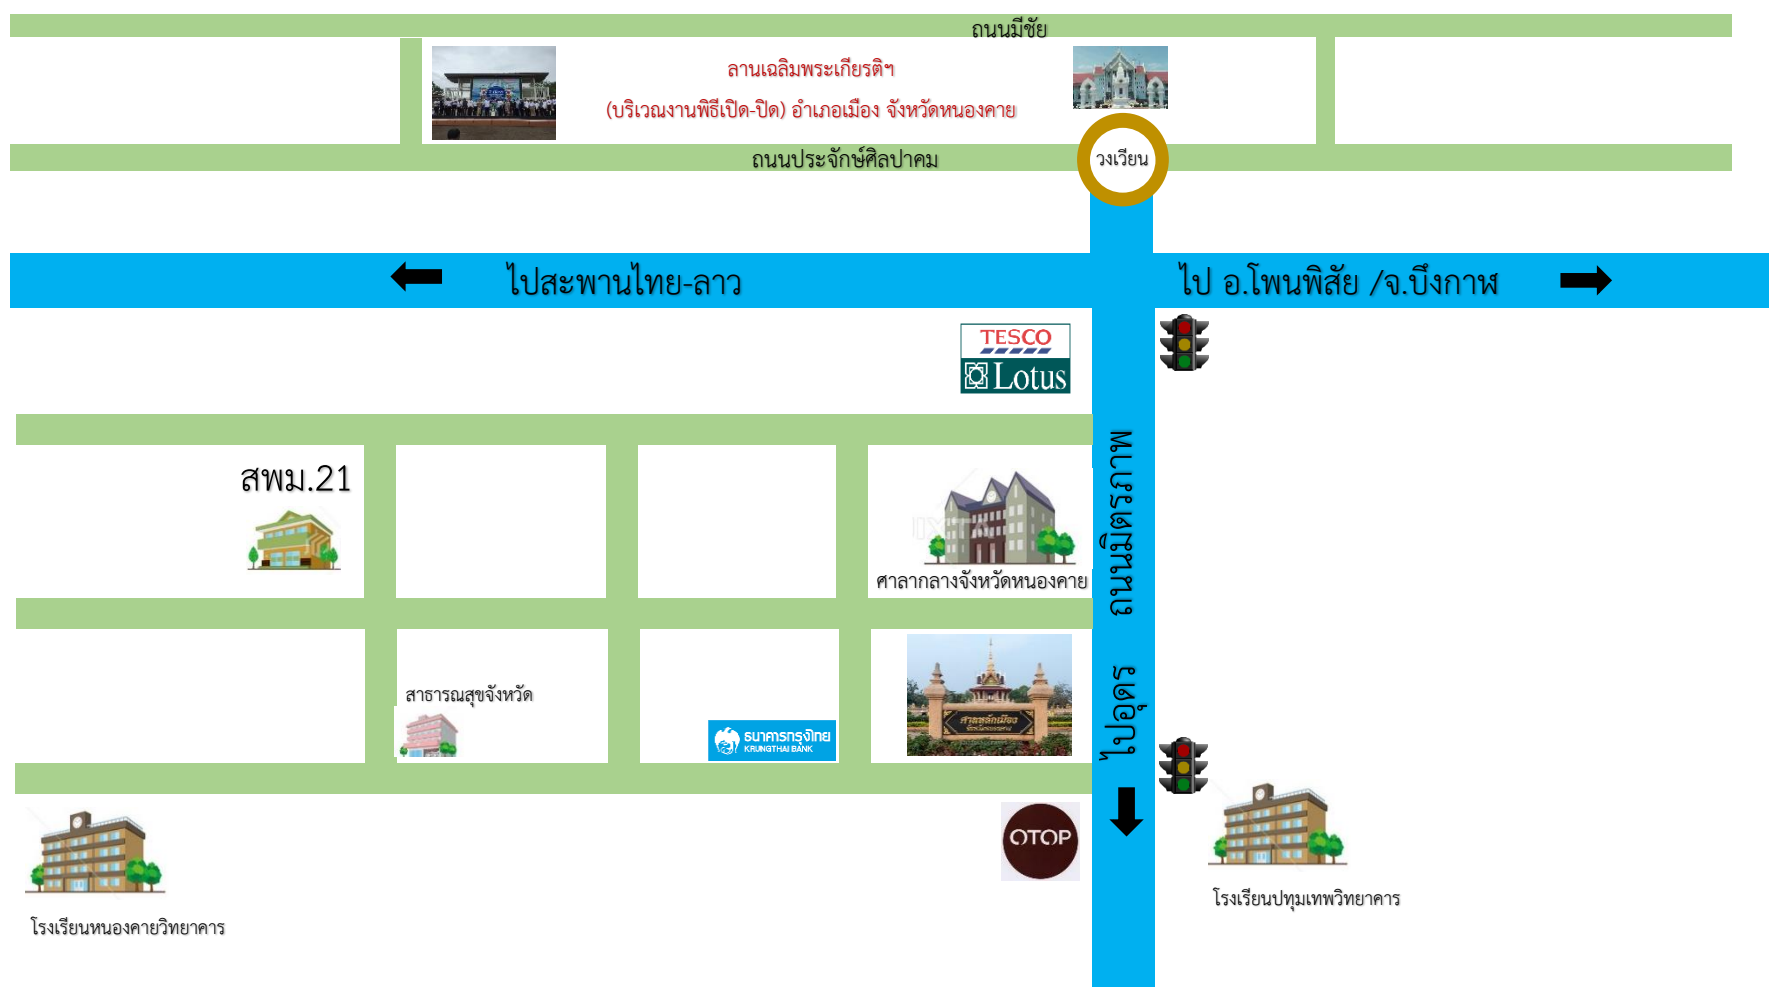 ถนนมีชัย
ลานเฉลิมพระเกียรติฯ
(บริเวณงานพิธีเปิด-ปิด) อำเภอเมือง จังหวัดหนองคาย
ถนนประจักษ์ศิลปาคม
วงเวียน
ไปสะพานไทย-ลาว
ไป อ.โพนพิสัย /จ.บึงกาฬ
TESCO
Lotus
สพม.21
ศาลากลางจังหวัดหนองคาย
ถนนมิตรภาพ
ไปอุดร
สาธารณสุขจังหวัด
ธนาคารกรุงไทย
KRUNGTHAI BANK
ศาลหลักเมือง
OTOP
โรงเรียนหนองคายวิทยาคาร
โรงเรียนปทุมเทพวิทยาคาร